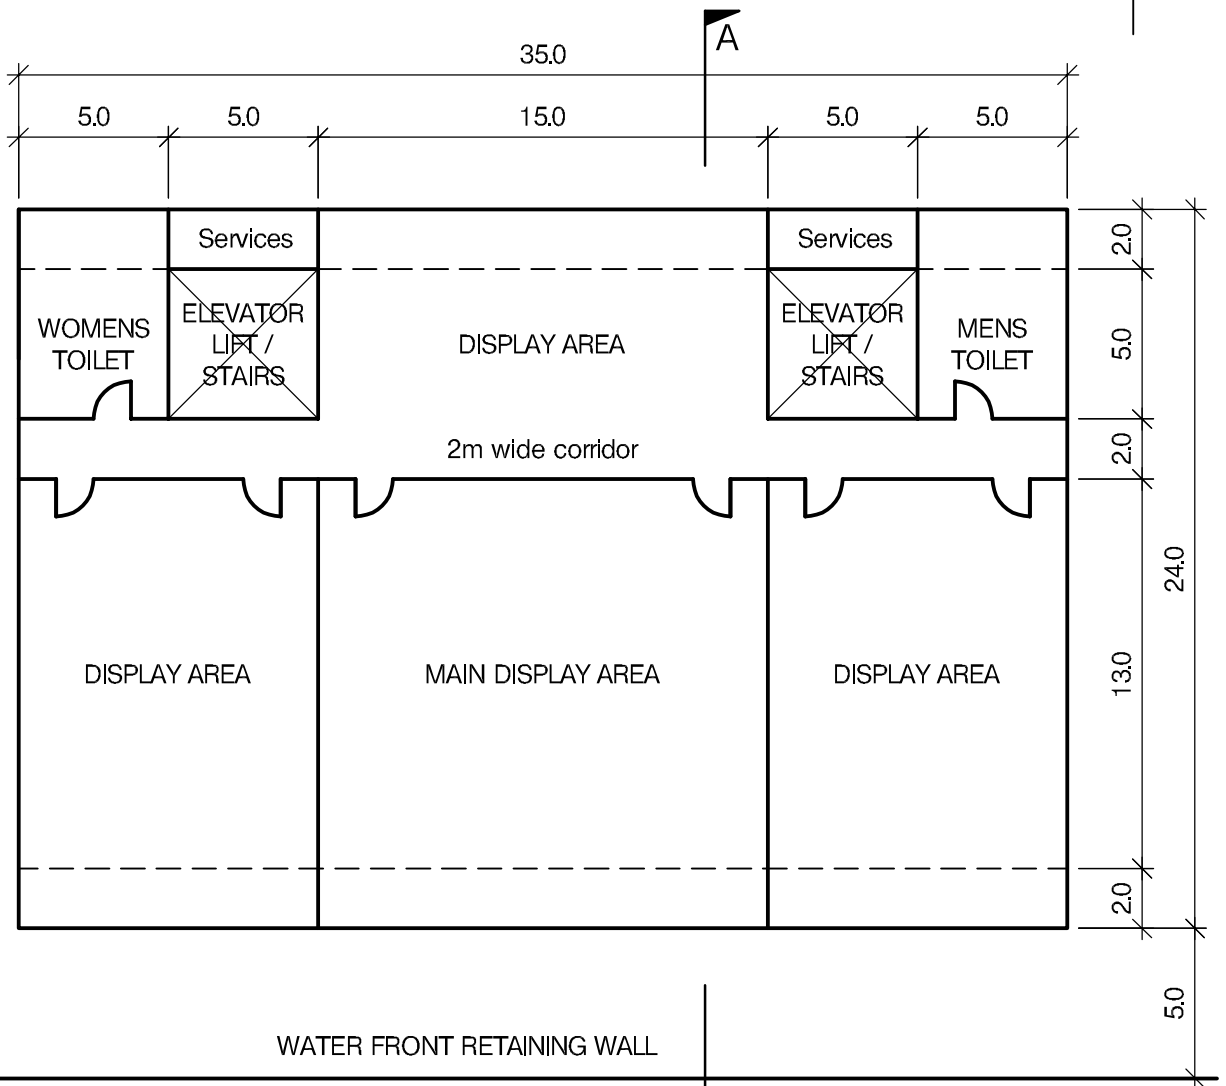 A
35.0
5.0 5.0 15.0 5.0 5.0
Services Services
2.0
WOMENS
TOILET
ELEVATOR
LIFT /
STAIRS
DISPLAY AREA
ELEVATOR
LIFT /
STAIRS
MENS
TOILET
5.0
2m wide corridor
2.0
24.0
DISPLAY AREA MAIN DISPLAY AREA DISPLAY AREA
13.0
2.0
5.0
WATER FRONT RETAINING WALL